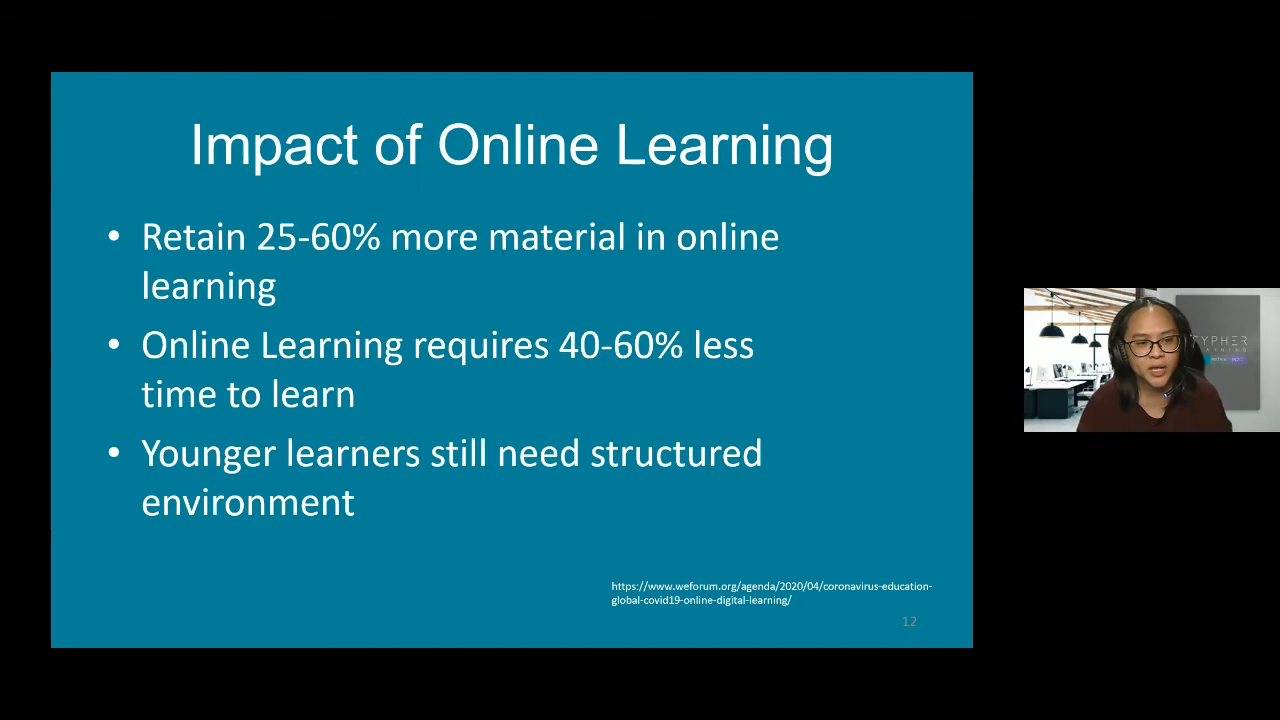 Impact of Online Learning
• Retain 25-60% more material in online
learning
• Online Learning requires 40-60% less
time to learn
• Younger learners still need structured
environment
https://www.weforum.org/agenda/2020/04/coronavirus-education-
global-covid19-online-digital-learning/
12
CYPHER